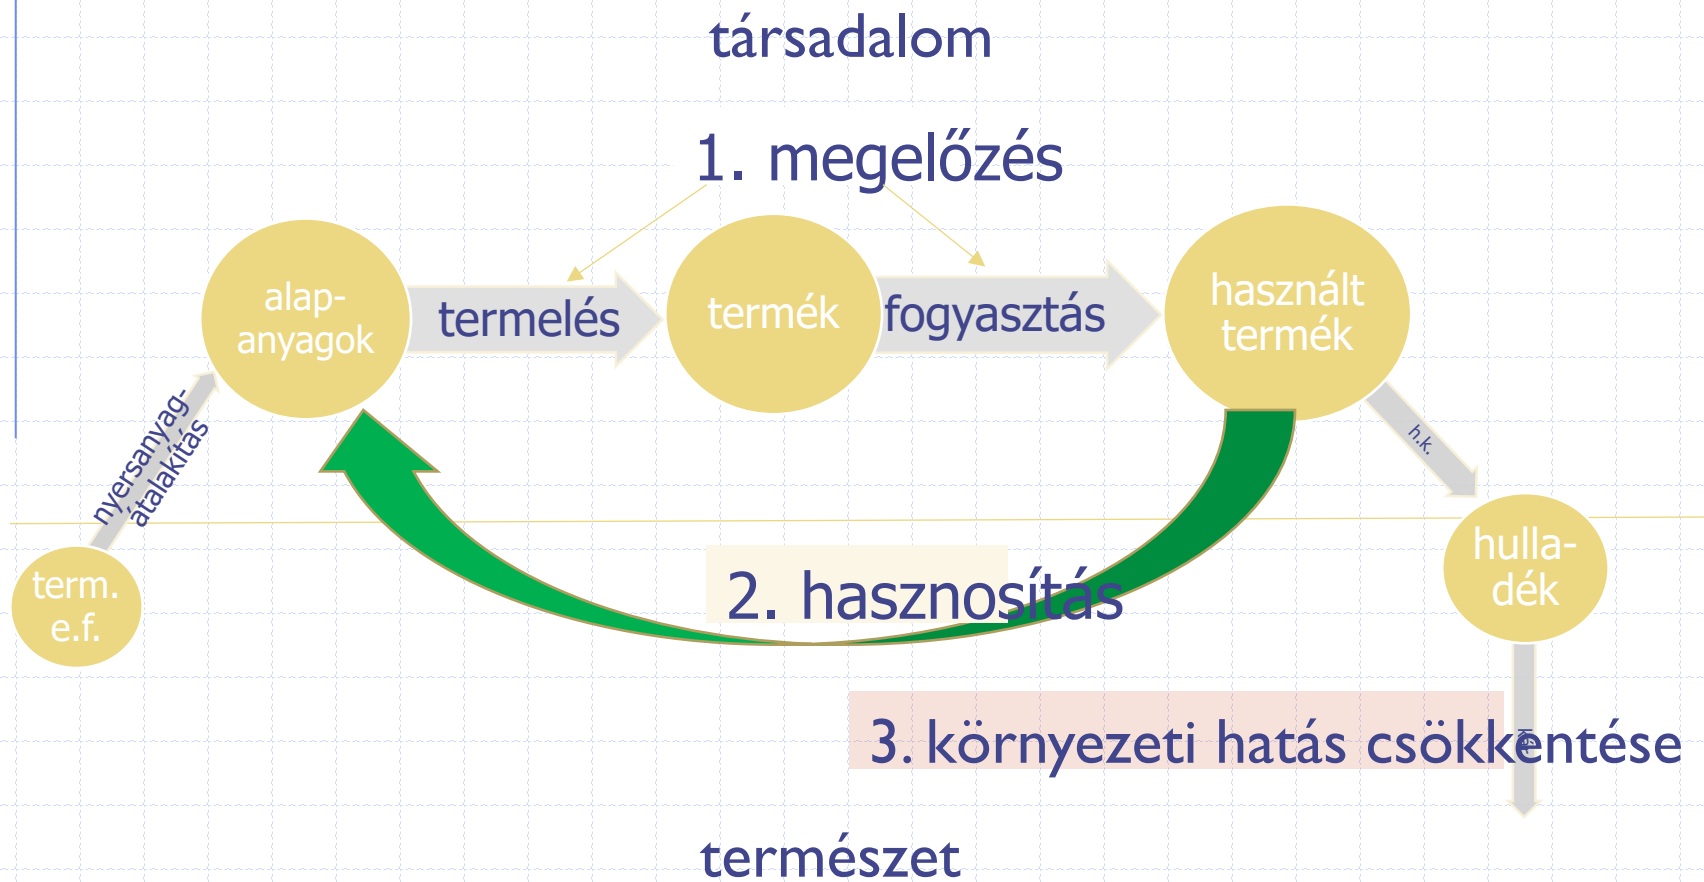 társadalom
1. megelőzés
alap-
anyagok
termelés
termék
fogyasztás
használt
termék
nyersanyag-
átalakítás
h.k.
term.
e.f.
hulla-
dék
2. hasznosítás
3. környezeti hatás csökkentése
természet